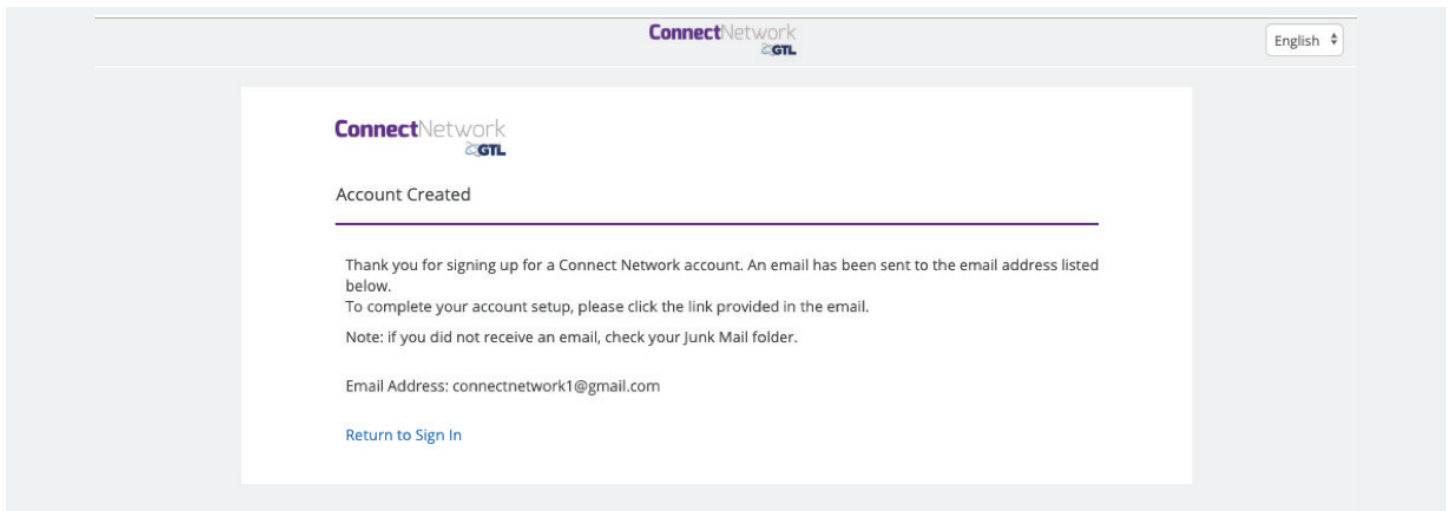 ConnectNetwork
GTL
English
ConnectNetwork
GTL
Account Created
Thank you for signing up for a Connect Network account. An email has been sent to the email address listed
below.
To complete your account setup, please click the link provided in the email.
Note: if you did not receive an email, check your Junk Mail folder.
Email Address: connectnetwork1@gmail.com
Return to Sign In